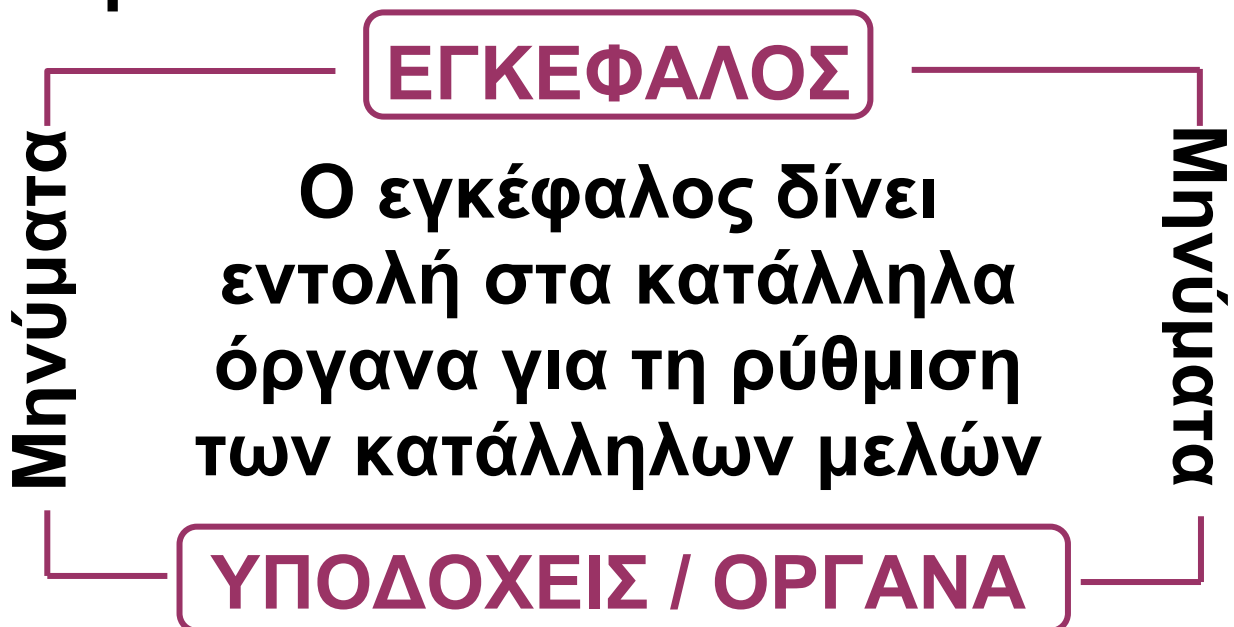 ΕΓΚΕΦΑΛΟΣ
Μηνύματα
Ο εγκέφαλος δίνει
εντολή στα κατάλληλα
όργανα για τη ρύθμιση
των κατάλληλων μελών
Μηνύματα
ΥΠΟΔΟΧΕΙΣ / ΟΡΓΑΝΑ